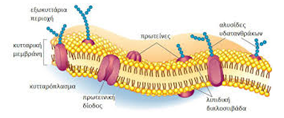 εξωκυττάρια
περιοχή
αλυσίδες
υδατανθράκων
κυτταρική
μεμβράνη
πρωτεΐνες
κυτταρόπλασμα
πρωτεϊνική
δίοδος
λιπιδική
διπλοστιβάδα